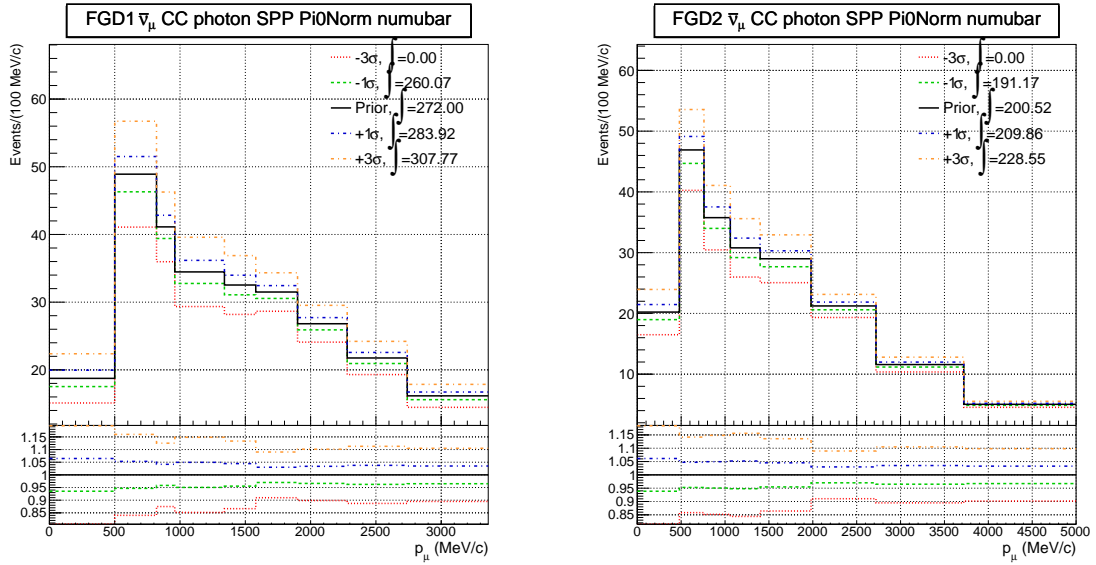 FGD1 ν̄μ CC photon SPP Pi0Norm numubar
Events/(100 MeV/c)
-3σ, ∫=0.00
-1σ, ∫=260.07
Prior, ∫=272.00
+1σ, ∫=283.92
+3σ, ∫=307.77
60
50
40
30
20
1.15
1.1
1.05
1
0.95
0.9
0.85
0 500 1000 1500 2000 2500 3000
pμ (MeV/c)
FGD2 ν̄μ CC photon SPP Pi0Norm numubar
Events/(100 MeV/c)
-3σ, ∫=0.00
-1σ, ∫=191.17
Prior, ∫=200.52
+1σ, ∫=209.86
+3σ, ∫=228.55
60
50
40
30
20
10
1.15
1.1
1.05
1
0.95
0.9
0.85
0 500 1000 1500 2000 2500 3000 3500 4000 4500 5000
pμ (MeV/c)